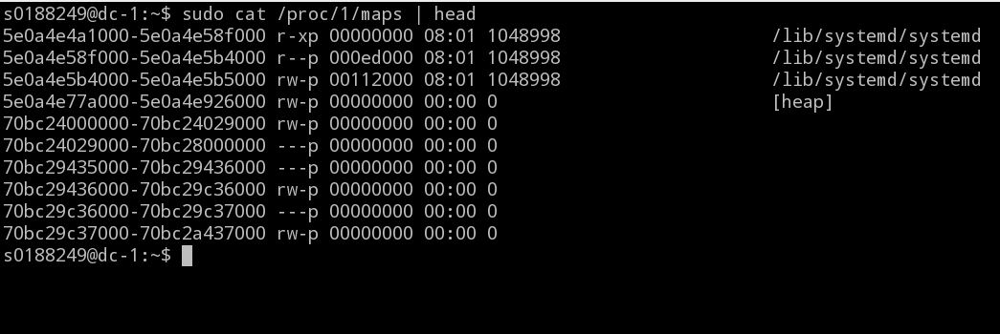 s0188249@dc-1:~$ sudo cat /proc/1/maps | head
5e0a4e4a1000-5e0a4e58f000 r-xp 00000000 08:01 1048998                    /lib/systemd/systemd
5e0a4e58f000-5e0a4e5b4000 r--p 000ed000 08:01 1048998                    /lib/systemd/systemd
5e0a4e5b4000-5e0a4e5b5000 rw-p 00112000 08:01 1048998                    /lib/systemd/systemd
5e0a4e77a000-5e0a4e926000 rw-p 00000000 00:00 0                          [heap]
70bc24000000-70bc24029000 rw-p 00000000 00:00 0
70bc24029000-70bc28000000 ---p 00000000 00:00 0
70bc29435000-70bc29436000 ---p 00000000 00:00 0
70bc29436000-70bc29c36000 rw-p 00000000 00:00 0
70bc29c36000-70bc29c37000 ---p 00000000 00:00 0
70bc29c37000-70bc2a437000 rw-p 00000000 00:00 0
s0188249@dc-1:~$